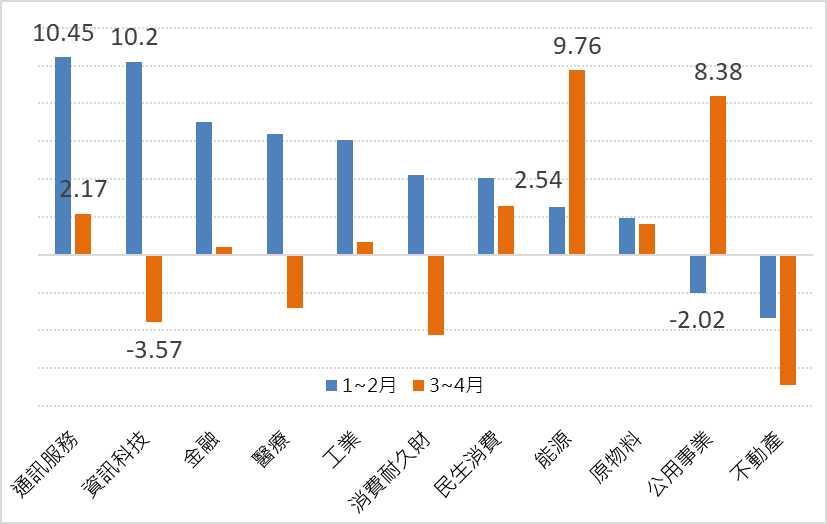 10.45
10.2
9.76
8.38
2.17
2.54
-2.02
-3.57
1~2月
3~4月
通訊服務
資訊科技
金融
醫療
工業
消費耐久財
民生消費
能源
原物料
公用事業
不動產